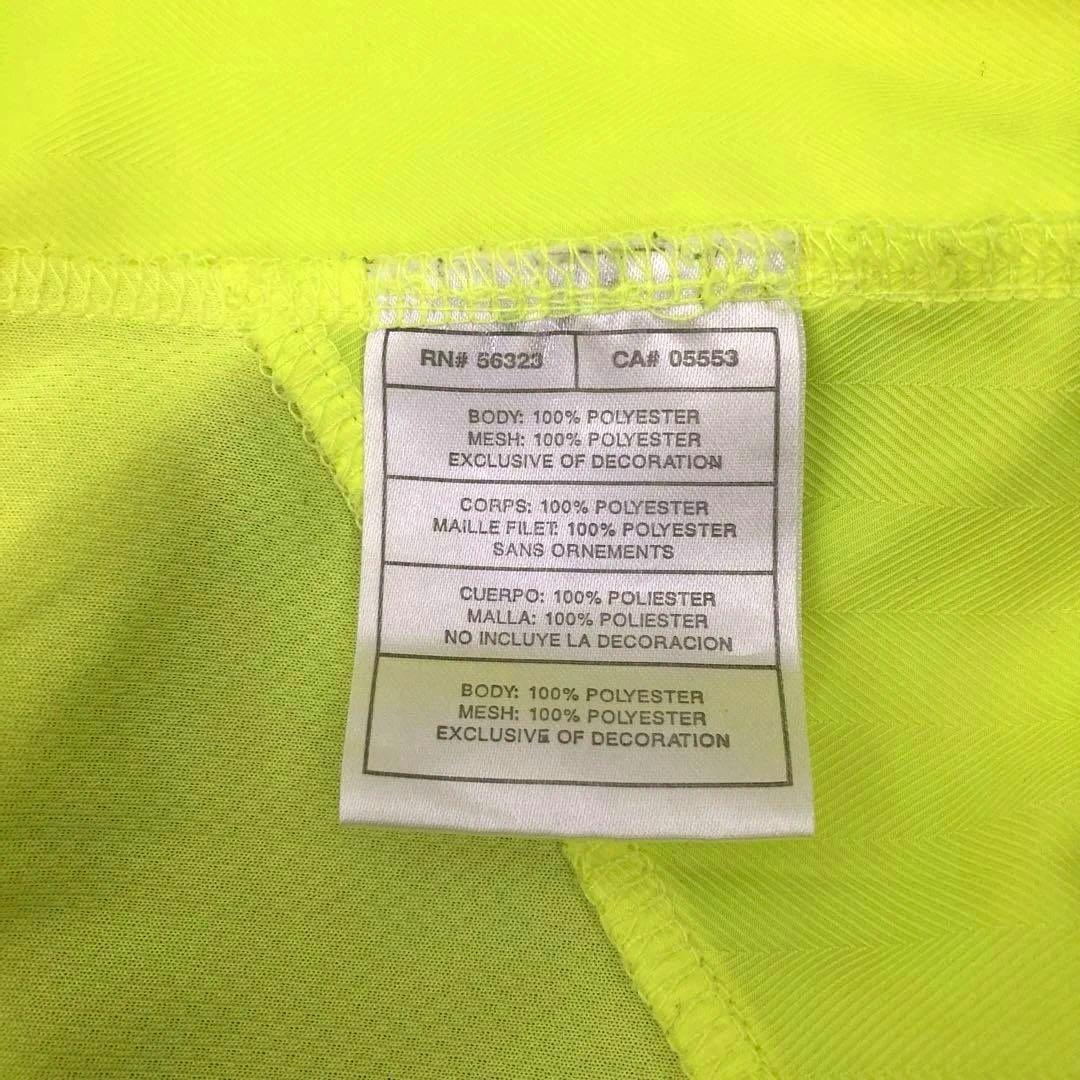 RN# 56323 CA# 05553
BODY: 100% POLYESTER
MESH: 100% POLYESTER
EXCLUSIVE OF DECORATION
CORPS: 100% POLYESTER
MAILLE FILET: 100% POLYESTER
SANS ORNEMENTS
CUERPO: 100% POLIESTER
MALLA: 100% POLIESTER
NO INCLUYE LA DECORACION
BODY: 100% POLYESTER
MESH: 100% POLYESTER
EXCLUSIVE OF DECORATION